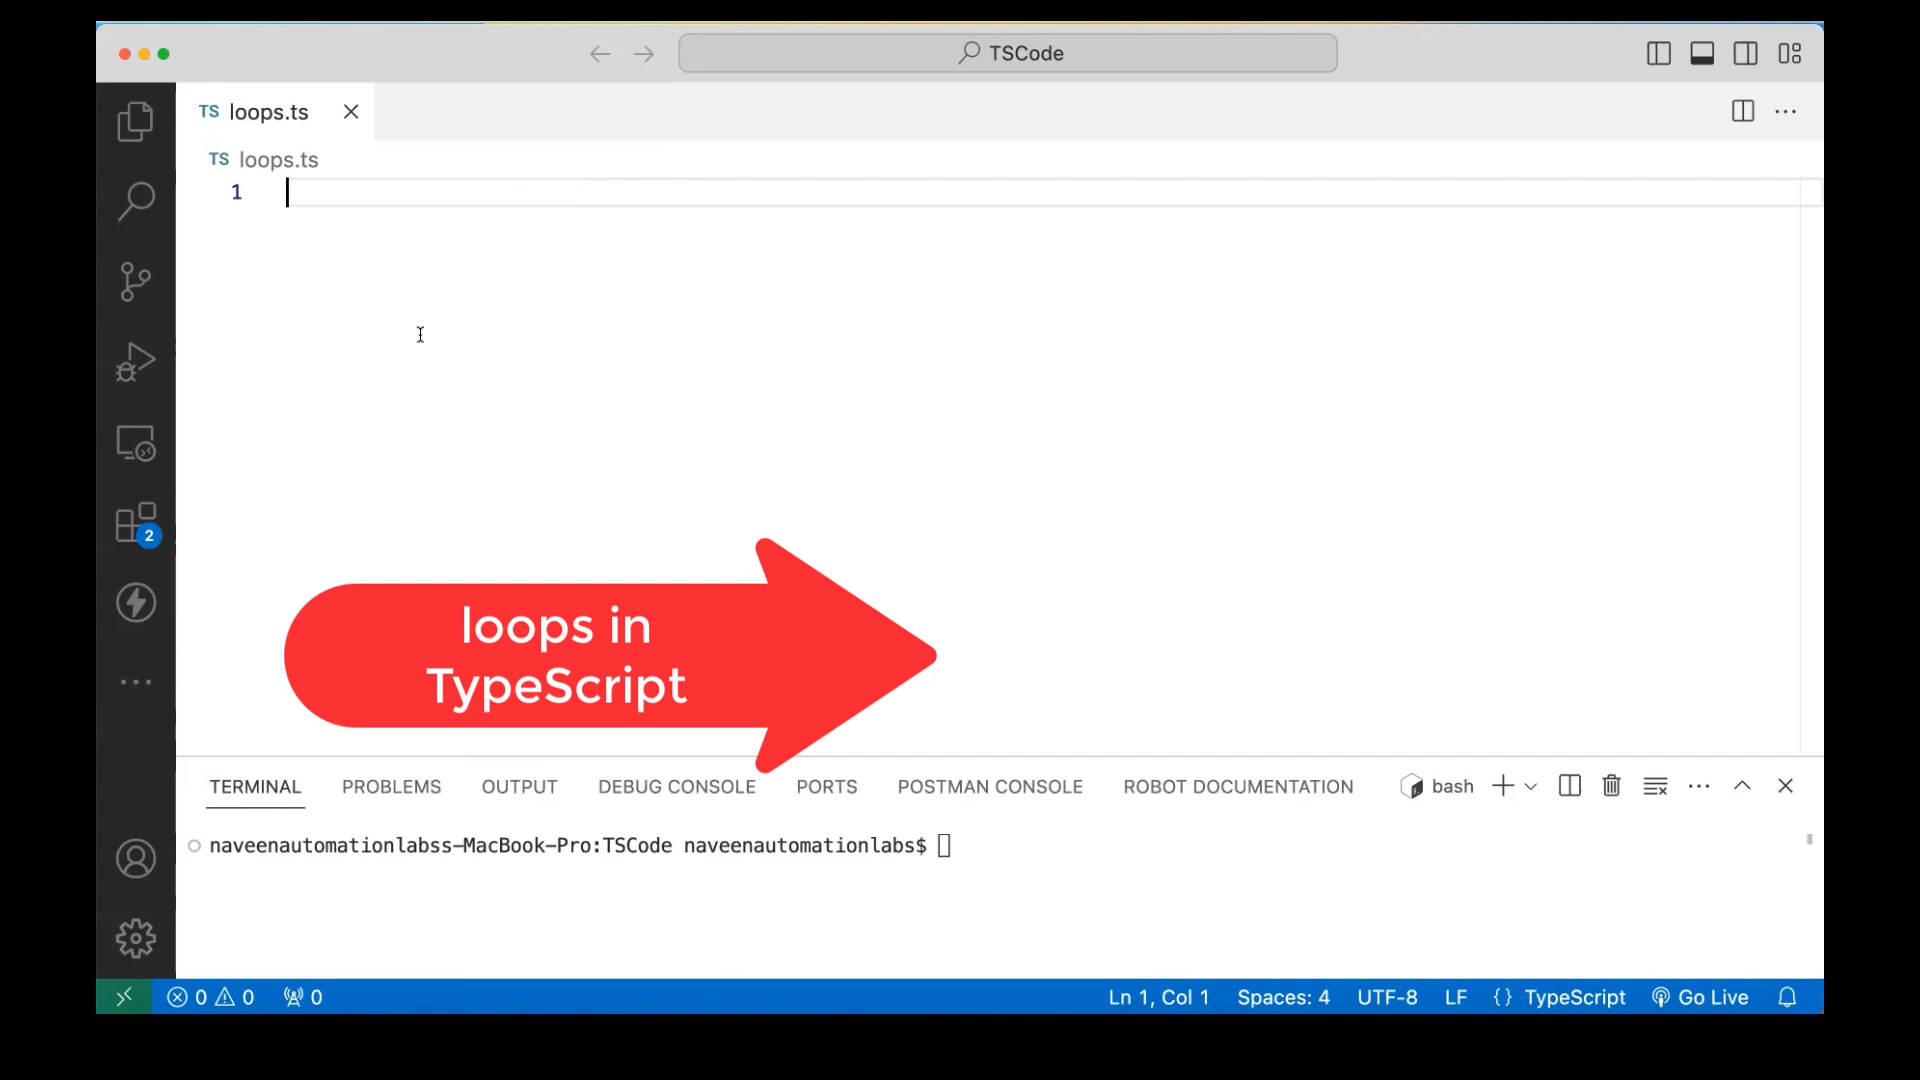 TSCode
TS loops.ts
TS loops.ts
1
2
loops in
TypeScript
TERMINAL PROBLEMS OUTPUT DEBUG CONSOLE PORTS POSTMAN CONSOLE ROBOT DOCUMENTATION bash
naveenautomationlabss-MacBook-Pro:TSCode naveenautomationlabs$
0 0 0 Ln 1, Col 1 Spaces: 4 UTF-8 LF {} TypeScript Go Live